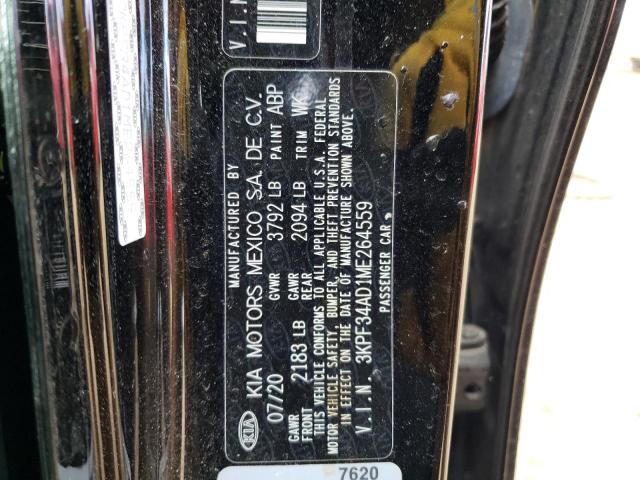 V.I.N
KIA
MANUFACTURED BY
KIA MOTORS MEXICO S.A. DE C.V.
07/20 GVWR 3792 LB PAINT ABP
GAWR FRONT 2183 LB GAWR REAR 2094 LB TRIM WK
THIS VEHICLE CONFORMS TO ALL APPLICABLE U.S.A. FEDERAL
MOTOR VEHICLE SAFETY, BUMPER, AND THEFT PREVENTION STANDARDS
IN EFFECT ON THE DATE OF MANUFACTURE SHOWN ABOVE.
V.I.N. 3KPF34AD1ME264559
PASSENGER CAR
7620